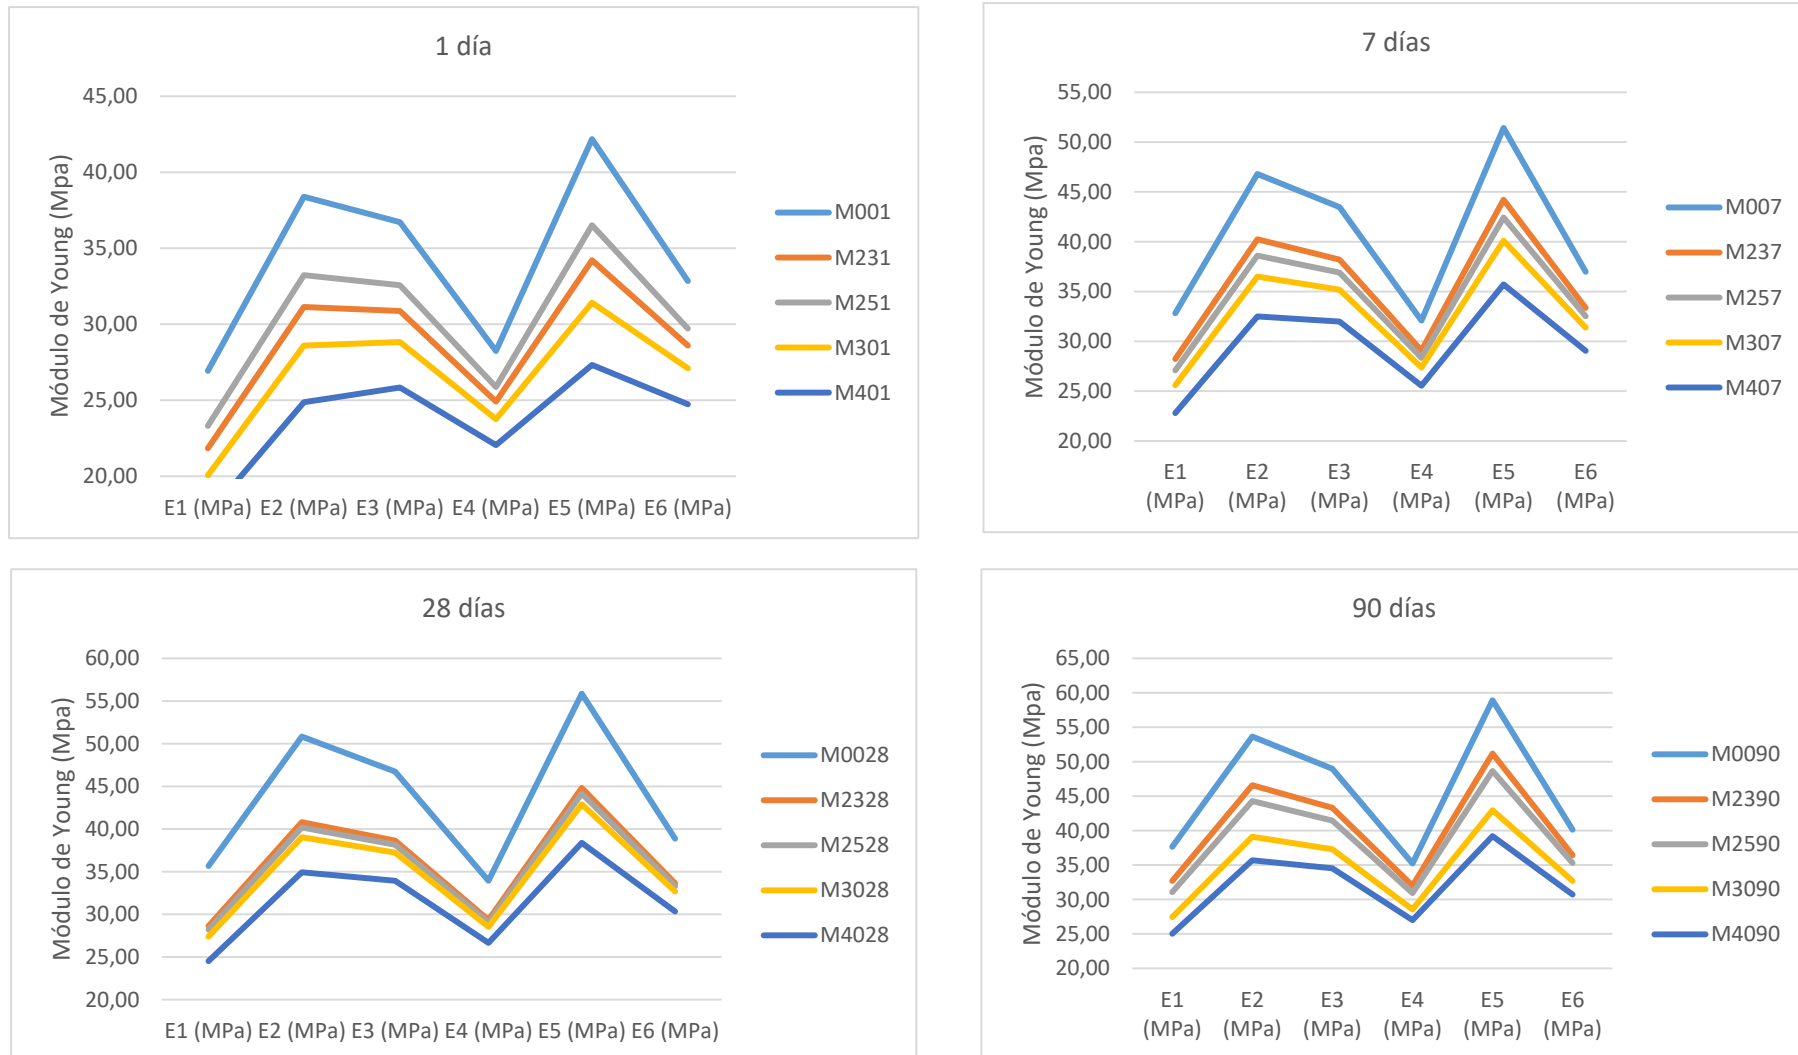 1 día
Módulo de Young (Mpa)
45,00
40,00
35,00
30,00
25,00
20,00
E1 (MPa) E2 (MPa) E3 (MPa) E4 (MPa) E5 (MPa) E6 (MPa)
M001
M231
M251
M301
M401
7 días
Módulo de Young (Mpa)
55,00
50,00
45,00
40,00
35,00
30,00
25,00
20,00
E1 E2 E3 E4 E5 E6
(MPa) (MPa) (MPa) (MPa) (MPa) (MPa)
M007
M237
M257
M307
M407
28 días
Módulo de Young (Mpa)
60,00
55,00
50,00
45,00
40,00
35,00
30,00
25,00
20,00
E1 (MPa) E2 (MPa) E3 (MPa) E4 (MPa) E5 (MPa) E6 (MPa)
M0028
M2328
M2528
M3028
M4028
90 días
Módulo de Young (Mpa)
65,00
60,00
55,00
50,00
45,00
40,00
35,00
30,00
25,00
20,00
E1 E2 E3 E4 E5 E6
(MPa) (MPa) (MPa) (MPa) (MPa) (MPa)
M0090
M2390
M2590
M3090
M4090